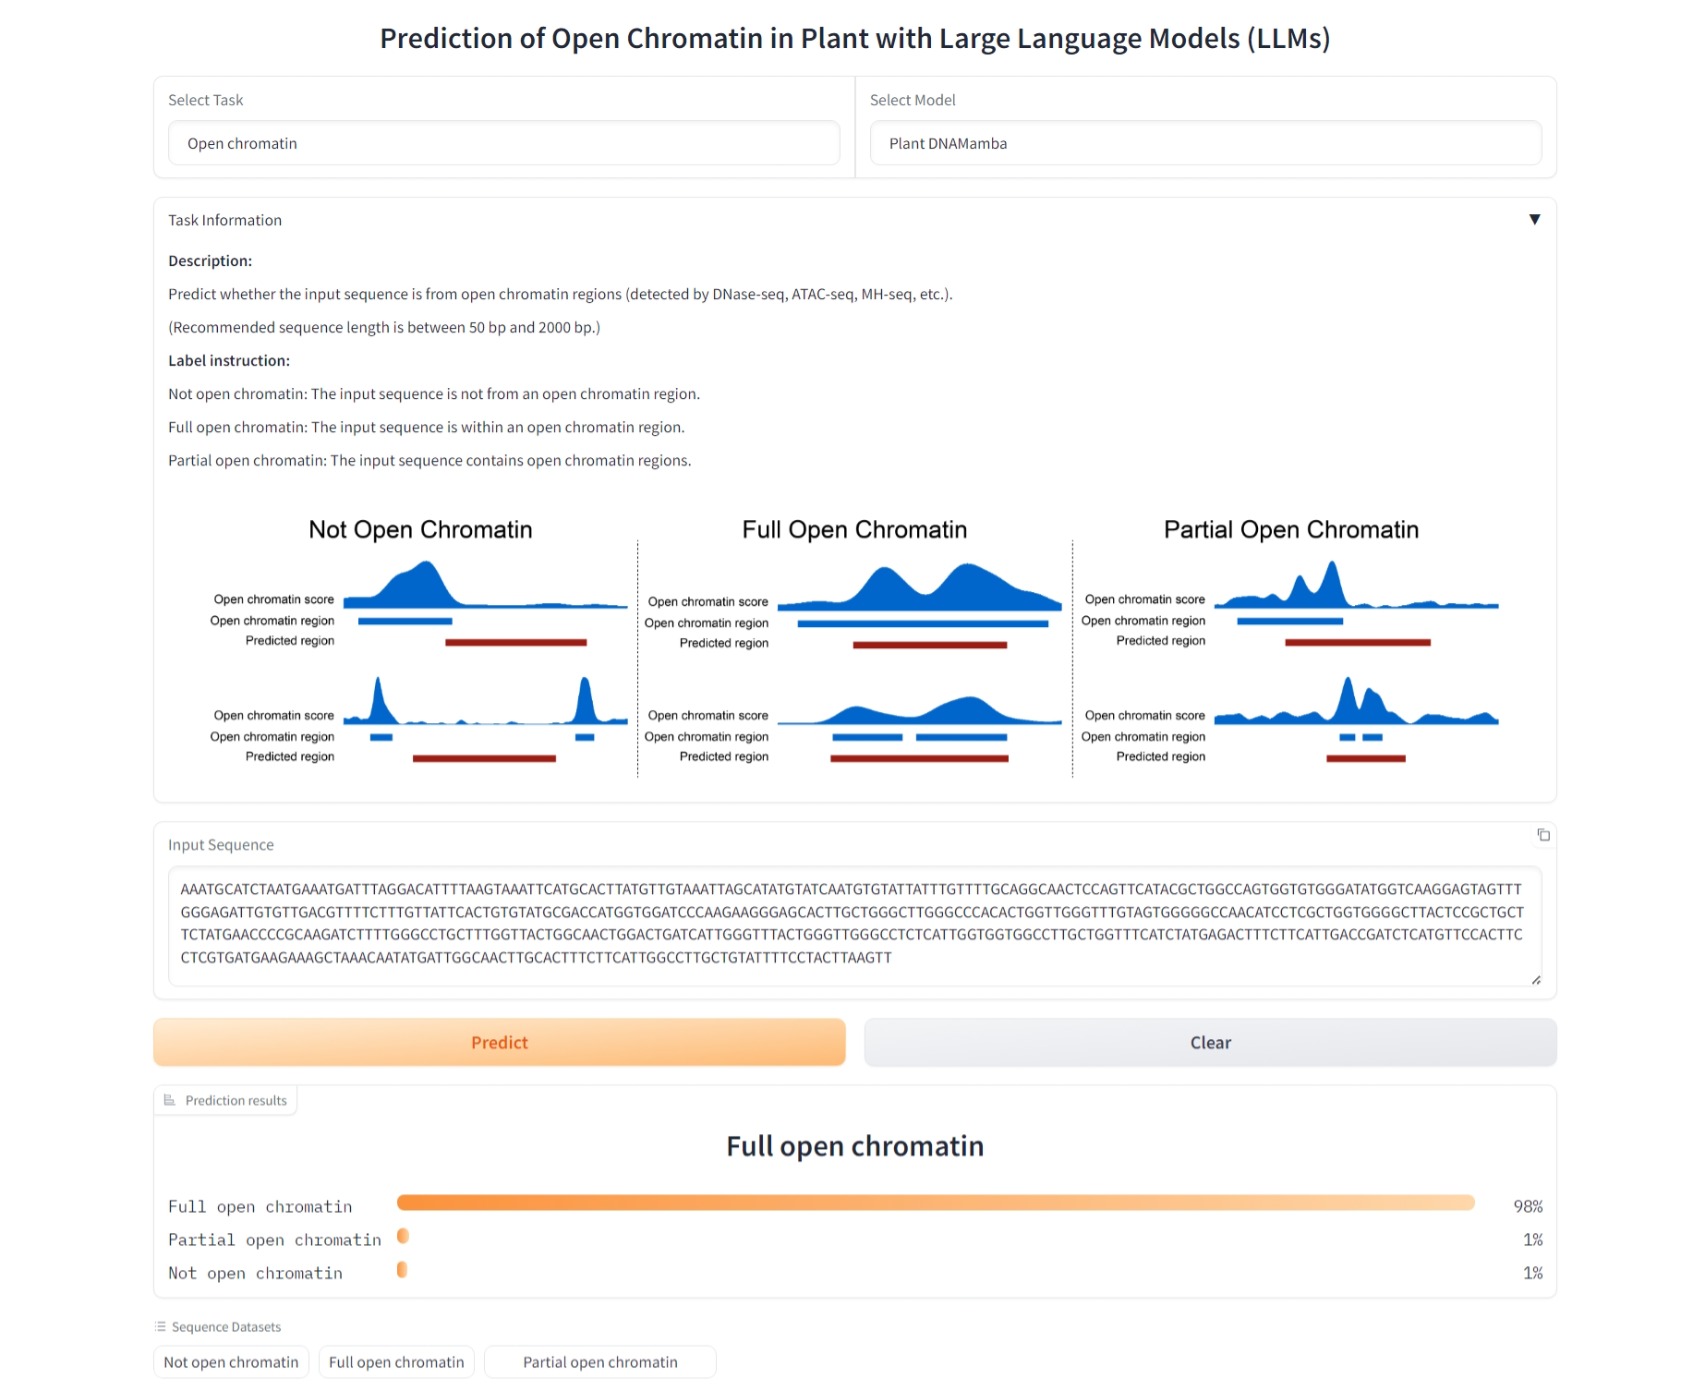 Prediction of Open Chromatin in Plant with Large Language Models (LLMs)
Select Task
Select Model
Open chromatin
Plant DNAMamba
Task Information
Description:
Predict whether the input sequence is from open chromatin regions (detected by DNase-seq, ATAC-seq, MH-seq, etc.).
(Recommended sequence length is between 50 bp and 2000 bp.)
Label instruction:
Not open chromatin: The input sequence is not from an open chromatin region.
Full open chromatin: The input sequence is within an open chromatin region.
Partial open chromatin: The input sequence contains open chromatin regions.
Not Open Chromatin
Open chromatin score
Open chromatin region
Predicted region
Open chromatin score
Open chromatin region
Predicted region
Full Open Chromatin
Open chromatin score
Open chromatin region
Predicted region
Open chromatin score
Open chromatin region
Predicted region
Partial Open Chromatin
Open chromatin score
Open chromatin region
Predicted region
Open chromatin score
Open chromatin region
Predicted region
Input Sequence
AAATGCATCTAATGAAATGATTTAGGACATTTTAAGTAAATTCATGCACTTATGTTGTAAATTAGCATATGTATCAATGTGTATTATTTGTTTTGCAGGCAACTCCAGTTCATACGCTGGCCAGTGGTGTGGGATATGGTCAAGGAGTAGTTT
GGGAGATTGTGTTGACGTTTTCTTTGTTATTCACTGTGTATGCGACCATGGTGGATCCCAAGAAGGGAGCACTTGCTGGGCTTGGGCCCACACTGGTTGGGTTTGTAGTGGGGGCCAACATCCTCGCTGGTGGGGCTTACTCCGCTGCT
TCTATGAACCCCGCAAGATCTTTTGGGCCTGCTTTGGTTACTGGCAACTGGACTGATCATTGGGTTTACTGGGTTGGGCCTCTCATTGGTGGTGGCCTTGCTGGTTTCATCTATGAGACTTTCTTCATTGACCGATCTCATGTTCCACTTC
CTCGTGATGAAGAAAGCTAAACAATATGATTGGCAACTTGCACTTTCTTCATTGGCCTTGCTGTATTTTCCTACTTAAGTT
Predict
Clear
Prediction results
Full open chromatin
Full open chromatin 98%
Partial open chromatin 1%
Not open chromatin 1%
Sequence Datasets
Not open chromatin
Full open chromatin
Partial open chromatin